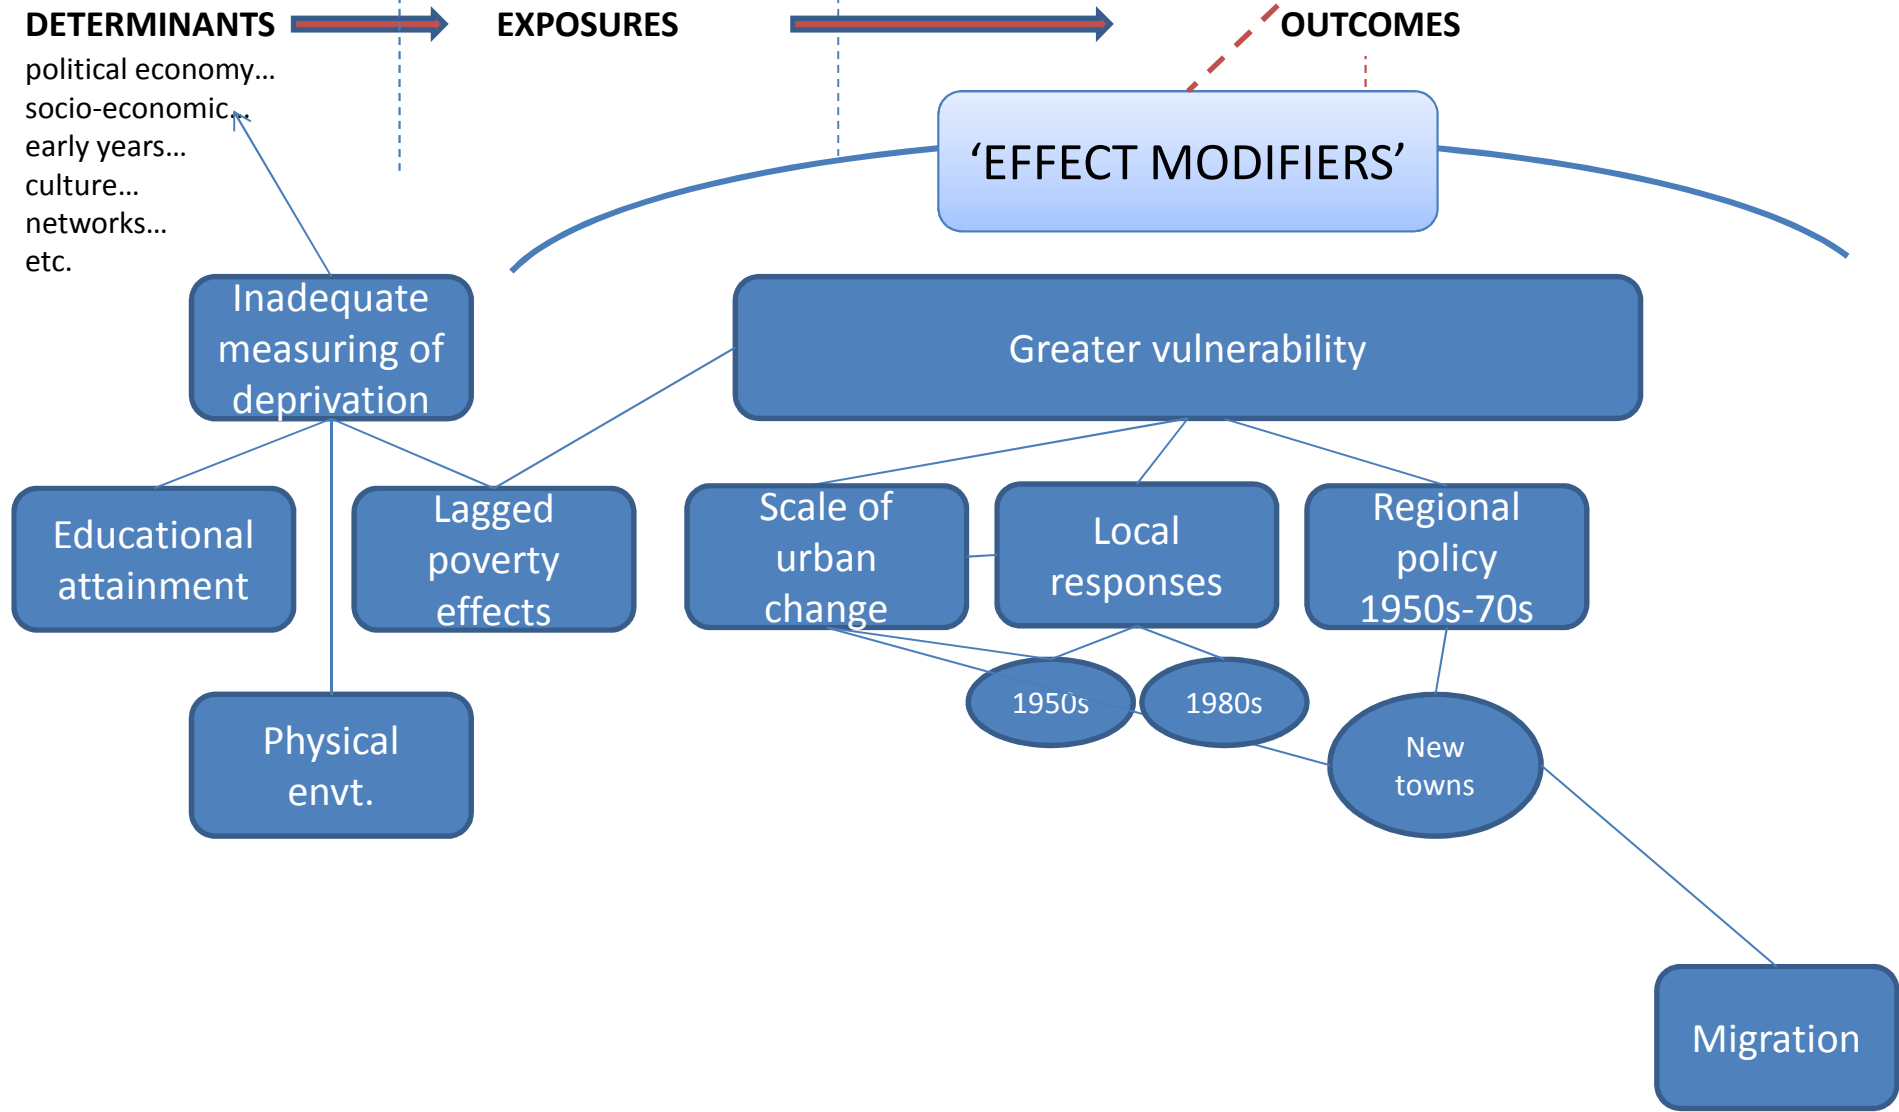 DETERMINANTS
EXPOSURES
OUTCOMES
political economy...
socio-economic...
early years...
culture...
networks...
etc.
‘EFFECT MODIFIERS’
Inadequate
measuring of
deprivation
Greater vulnerability
Educational
attainment
Lagged
poverty
effects
Scale of
urban
change
Local
responses
Regional
policy
1950s-70s
1950s
1980s
Physical
envt.
New
towns
Migration